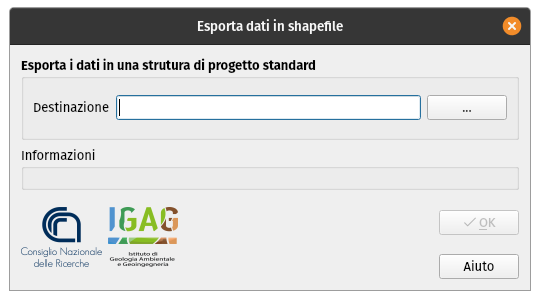 Esporta dati in shapefile
Esporta i dati in una strutura di progetto standard
Destinazione
...
Informazioni
Consiglio Nazionale
delle Ricerche
IGAG
Istituto di
Geologia Ambientale
e Geoingegneria
OK
Aiuto